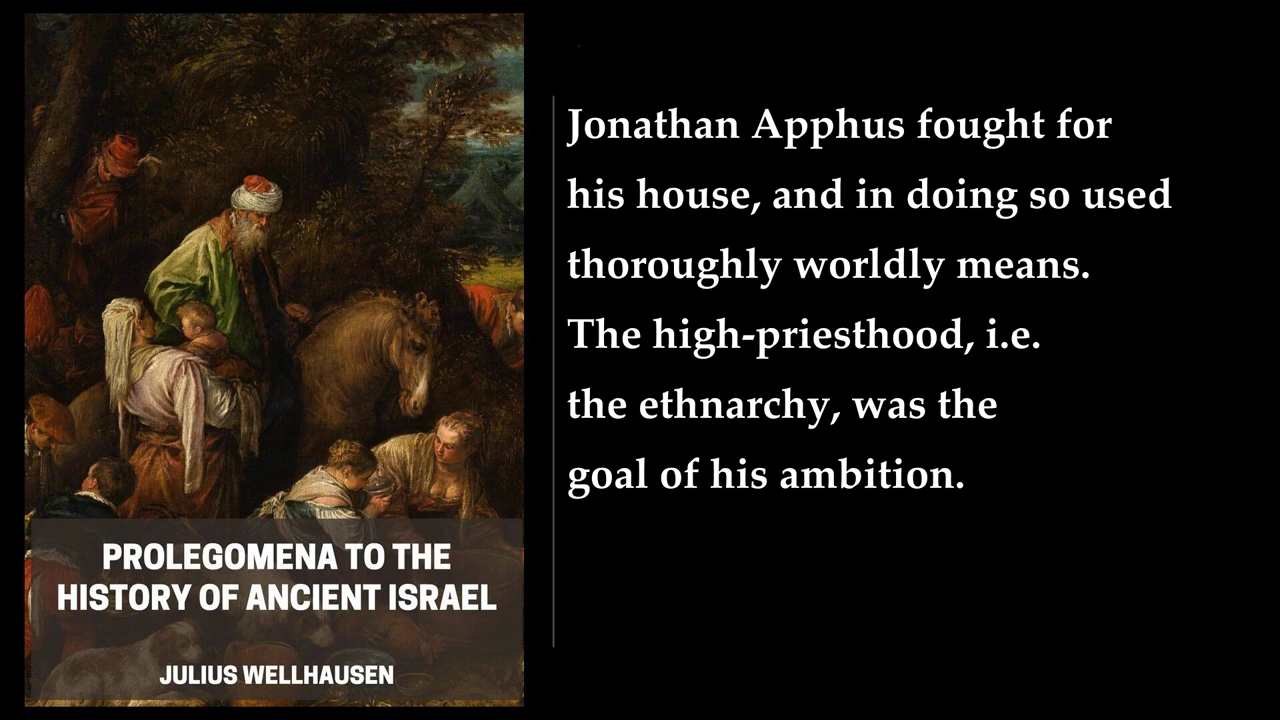 PROLEGOMENA TO THE
HISTORY OF ANCIENT ISRAEL
JULIUS WELLHAUSEN
Jonathan Apphus fought for
his house, and in doing so used
thoroughly worldly means.
The high-priesthood, i.e.
the ethnarchy, was the
goal of his ambition.